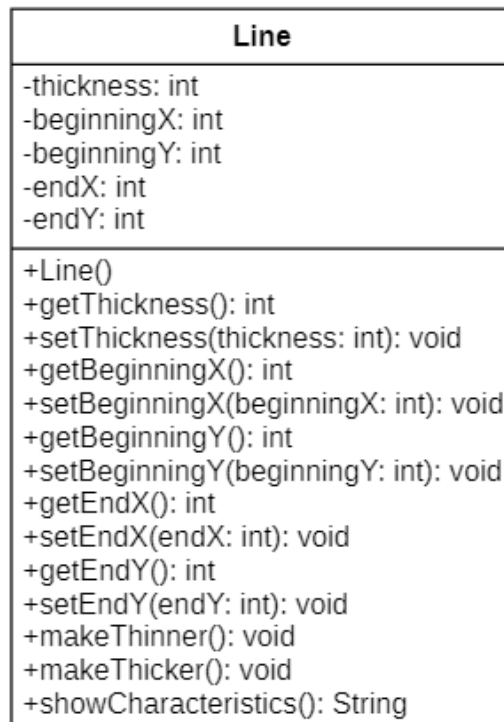 Line
-thickness: int
-beginningX: int
-beginningY: int
-endX: int
-endY: int
+Line()
+getThickness(): int
+setThickness(thickness: int): void
+getBeginningX(): int
+setBeginningX(beginningX: int): void
+getBeginningY(): int
+setBeginningY(beginningY: int): void
+getEndX(): int
+setEndX(endX: int): void
+getEndY(): int
+setEndY(endY: int): void
+makeThinner(): void
+makeThicker(): void
+showCharacteristics(): String